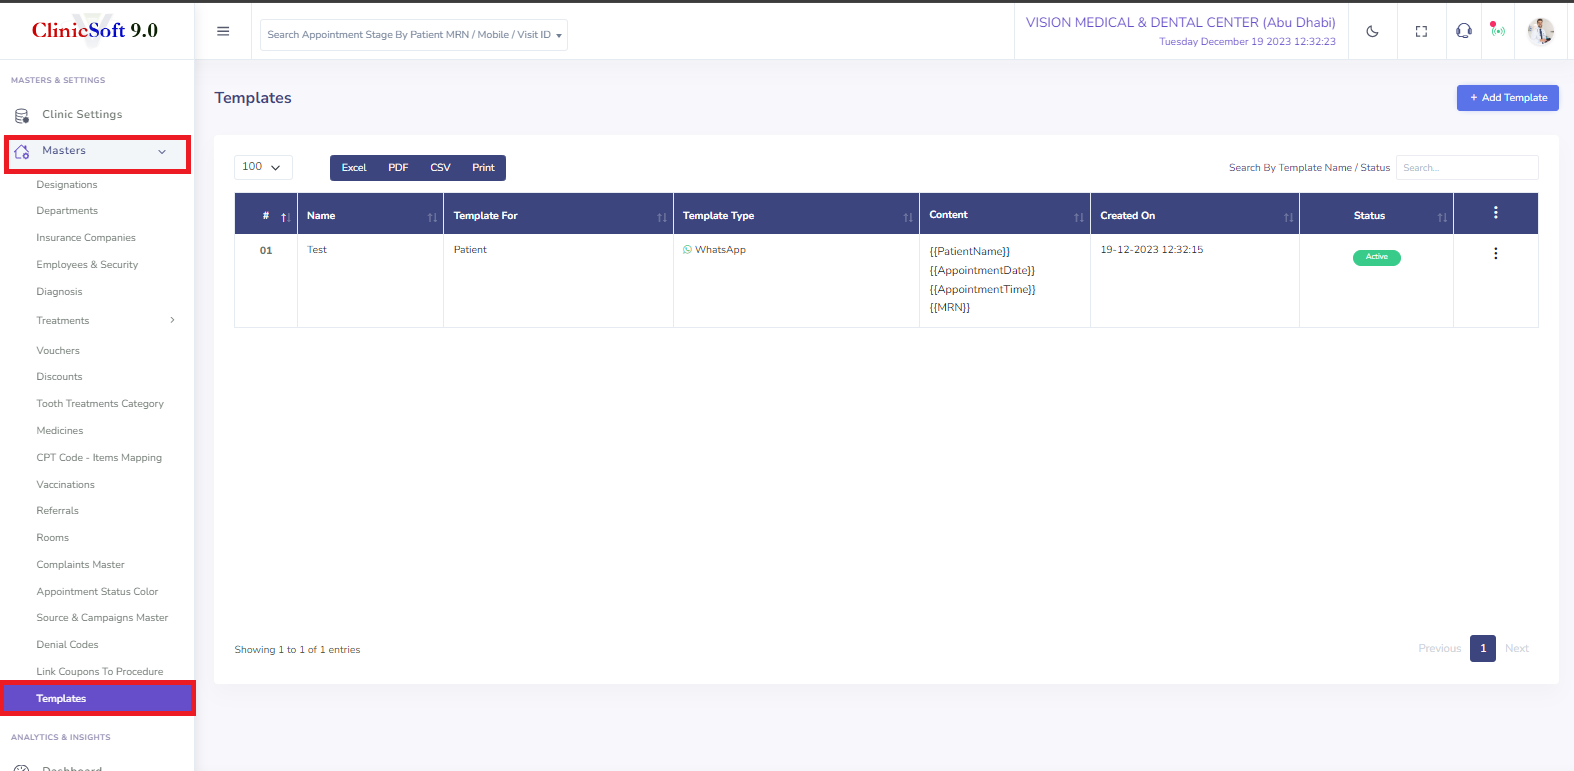 ClinicSoft 9.0
Search Appointment Stage By Patient MRN / Mobile / Visit ID
VISION MEDICAL & DENTAL CENTER (Abu Dhabi)
Tuesday December 19 2023 12:32:23
MASTERS & SETTINGS
Clinic Settings
Masters
Designations
Departments
Insurance Companies
Employees & Security
Diagnosis
Treatments
Vouchers
Discounts
Tooth Treatments Category
Medicines
CPT Code - Items Mapping
Vaccinations
Referrals
Rooms
Complaints Master
Appointment Status Color
Source & Campaigns Master
Denial Codes
Link Coupons To Procedure
Templates
ANALYTICS & INSIGHTS
Dashboard
Templates
+ Add Template
100
Excel PDF CSV Print
Search By Template Name / Status Search...
# Name Template For Template Type Content Created On Status
01 Test Patient WhatsApp {{PatientName}} 19-12-2023 12:32:15 Active
{{AppointmentDate}}
{{AppointmentTime}}
{{MRN}}
Showing 1 to 1 of 1 entries
Previous 1 Next